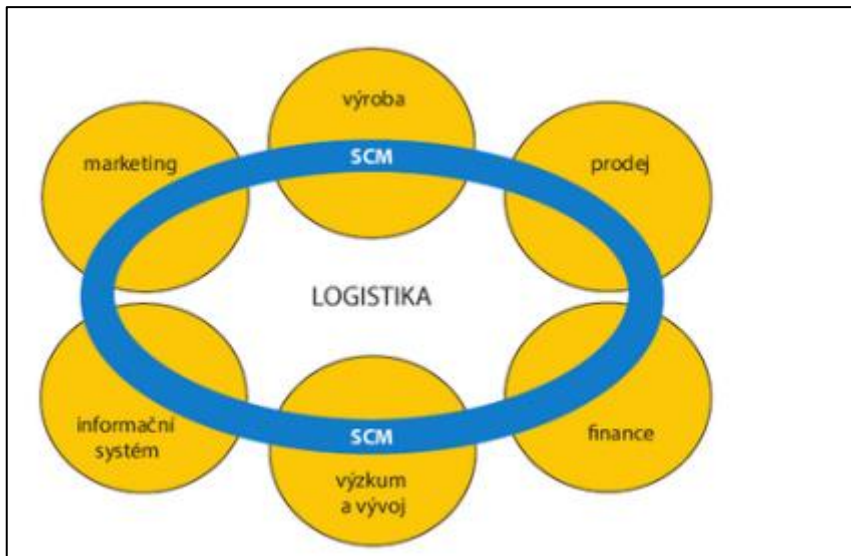 výroba
SCM
marketing
prodej
LOGISTIKA
informační
systém
SCM
finance
výzkum
a vývoj